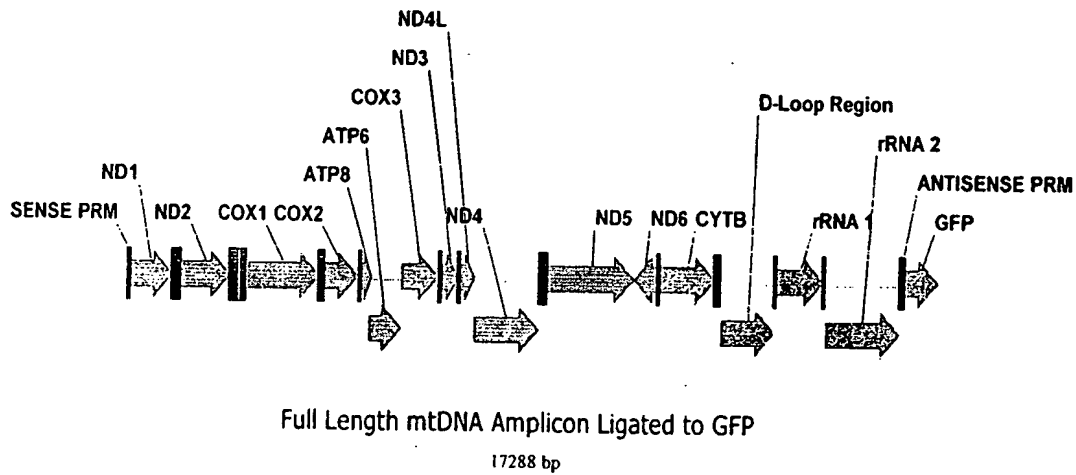 ND4L
ND3
COX3
D-Loop Region
ATP6
rRNA 2
ND1
ATP8
ANTISENSE PRM
SENSE PRM
ND2
COX1 COX2
ND4
ND5
ND6 CYTB
rRNA 1
GFP
Full Length mtDNA Amplicon Ligated to GFP
17288 bp